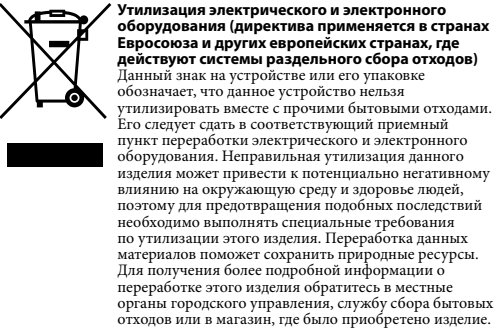 Утилизация электрического и электронного
оборудования (директива применяется в странах
Евросоюза и других европейских странах, где
действуют системы раздельного сбора отходов)
Данный знак на устройстве или его упаковке
обозначает, что данное устройство нельзя
утилизировать вместе с прочими бытовыми отходами.
Его следует сдать в соответствующий приемный
пункт переработки электрического и электронного
оборудования. Неправильная утилизация данного
изделия может привести к потенциально негативному
влиянию на окружающую среду и здоровье людей,
поэтому для предотвращения подобных последствий
необходимо выполнять специальные требования
по утилизации этого изделия. Переработка данных
материалов поможет сохранить природные ресурсы.
Для получения более подробной информации о
переработке этого изделия обратитесь в местные
органы городского управления, службу сбора бытовых
отходов или в магазин, где было приобретено изделие.